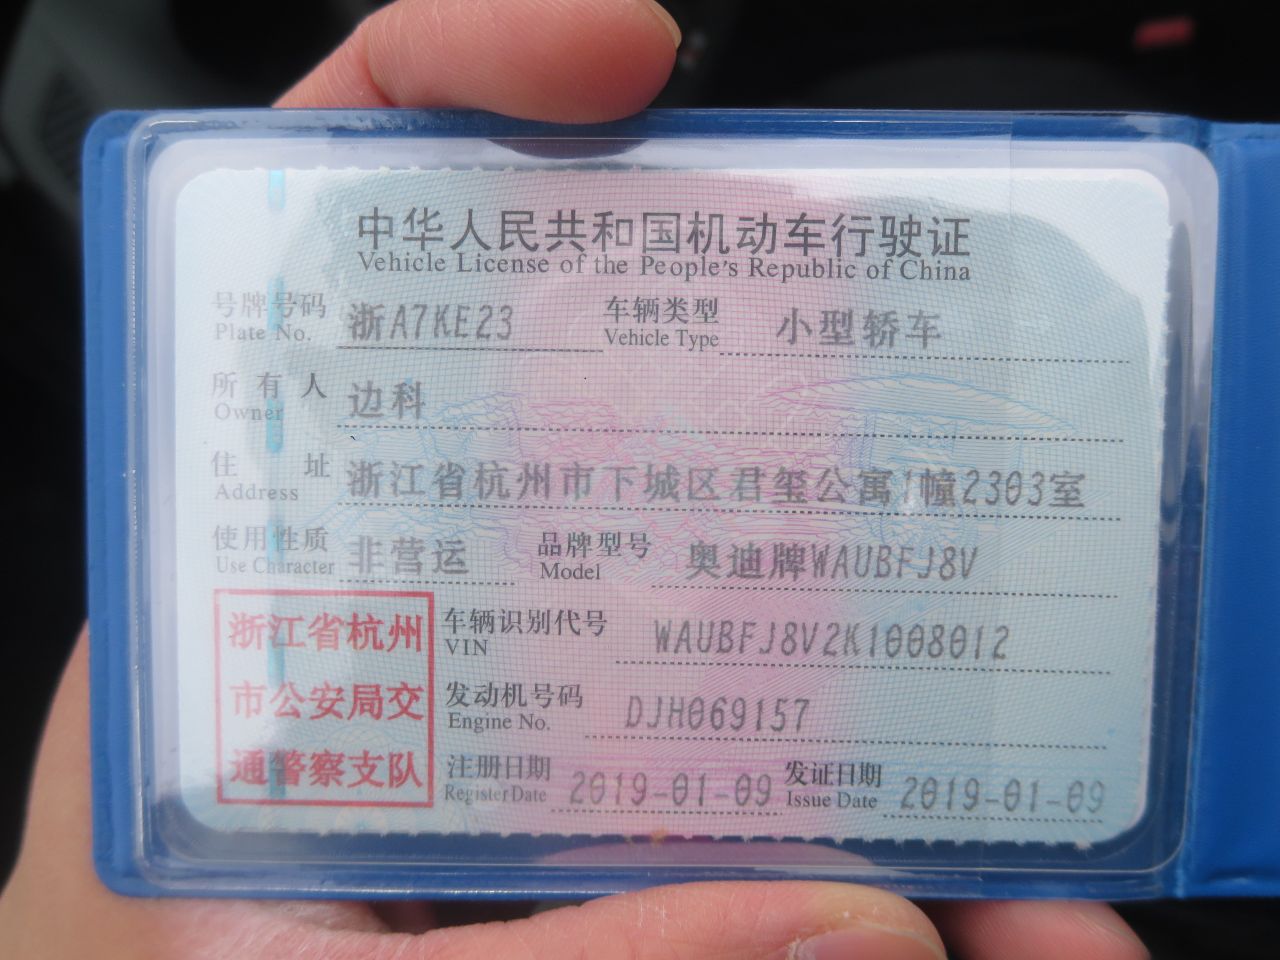 中华人民共和国机动车行驶证
Vehicle License of the People's Republic of China
号牌号码 浙A7KE23 车辆类型 小型轿车
Plate No. Vehicle Type
所有人 边科
Owner
住址 浙江省杭州市下城区君玺公寓1幢2303室
Address
使用性质 非营运 品牌型号 奥迪牌WAUBFJ8V
Use Character Model
浙江省杭州
市公安局交
通警察支队
车辆识别代号 WAUBFJ8V2K1008012
VIN
发动机号码 DJH069157
Engine No.
注册日期 2019-01-09 发证日期 2019-01-09
Register Date Issue Date